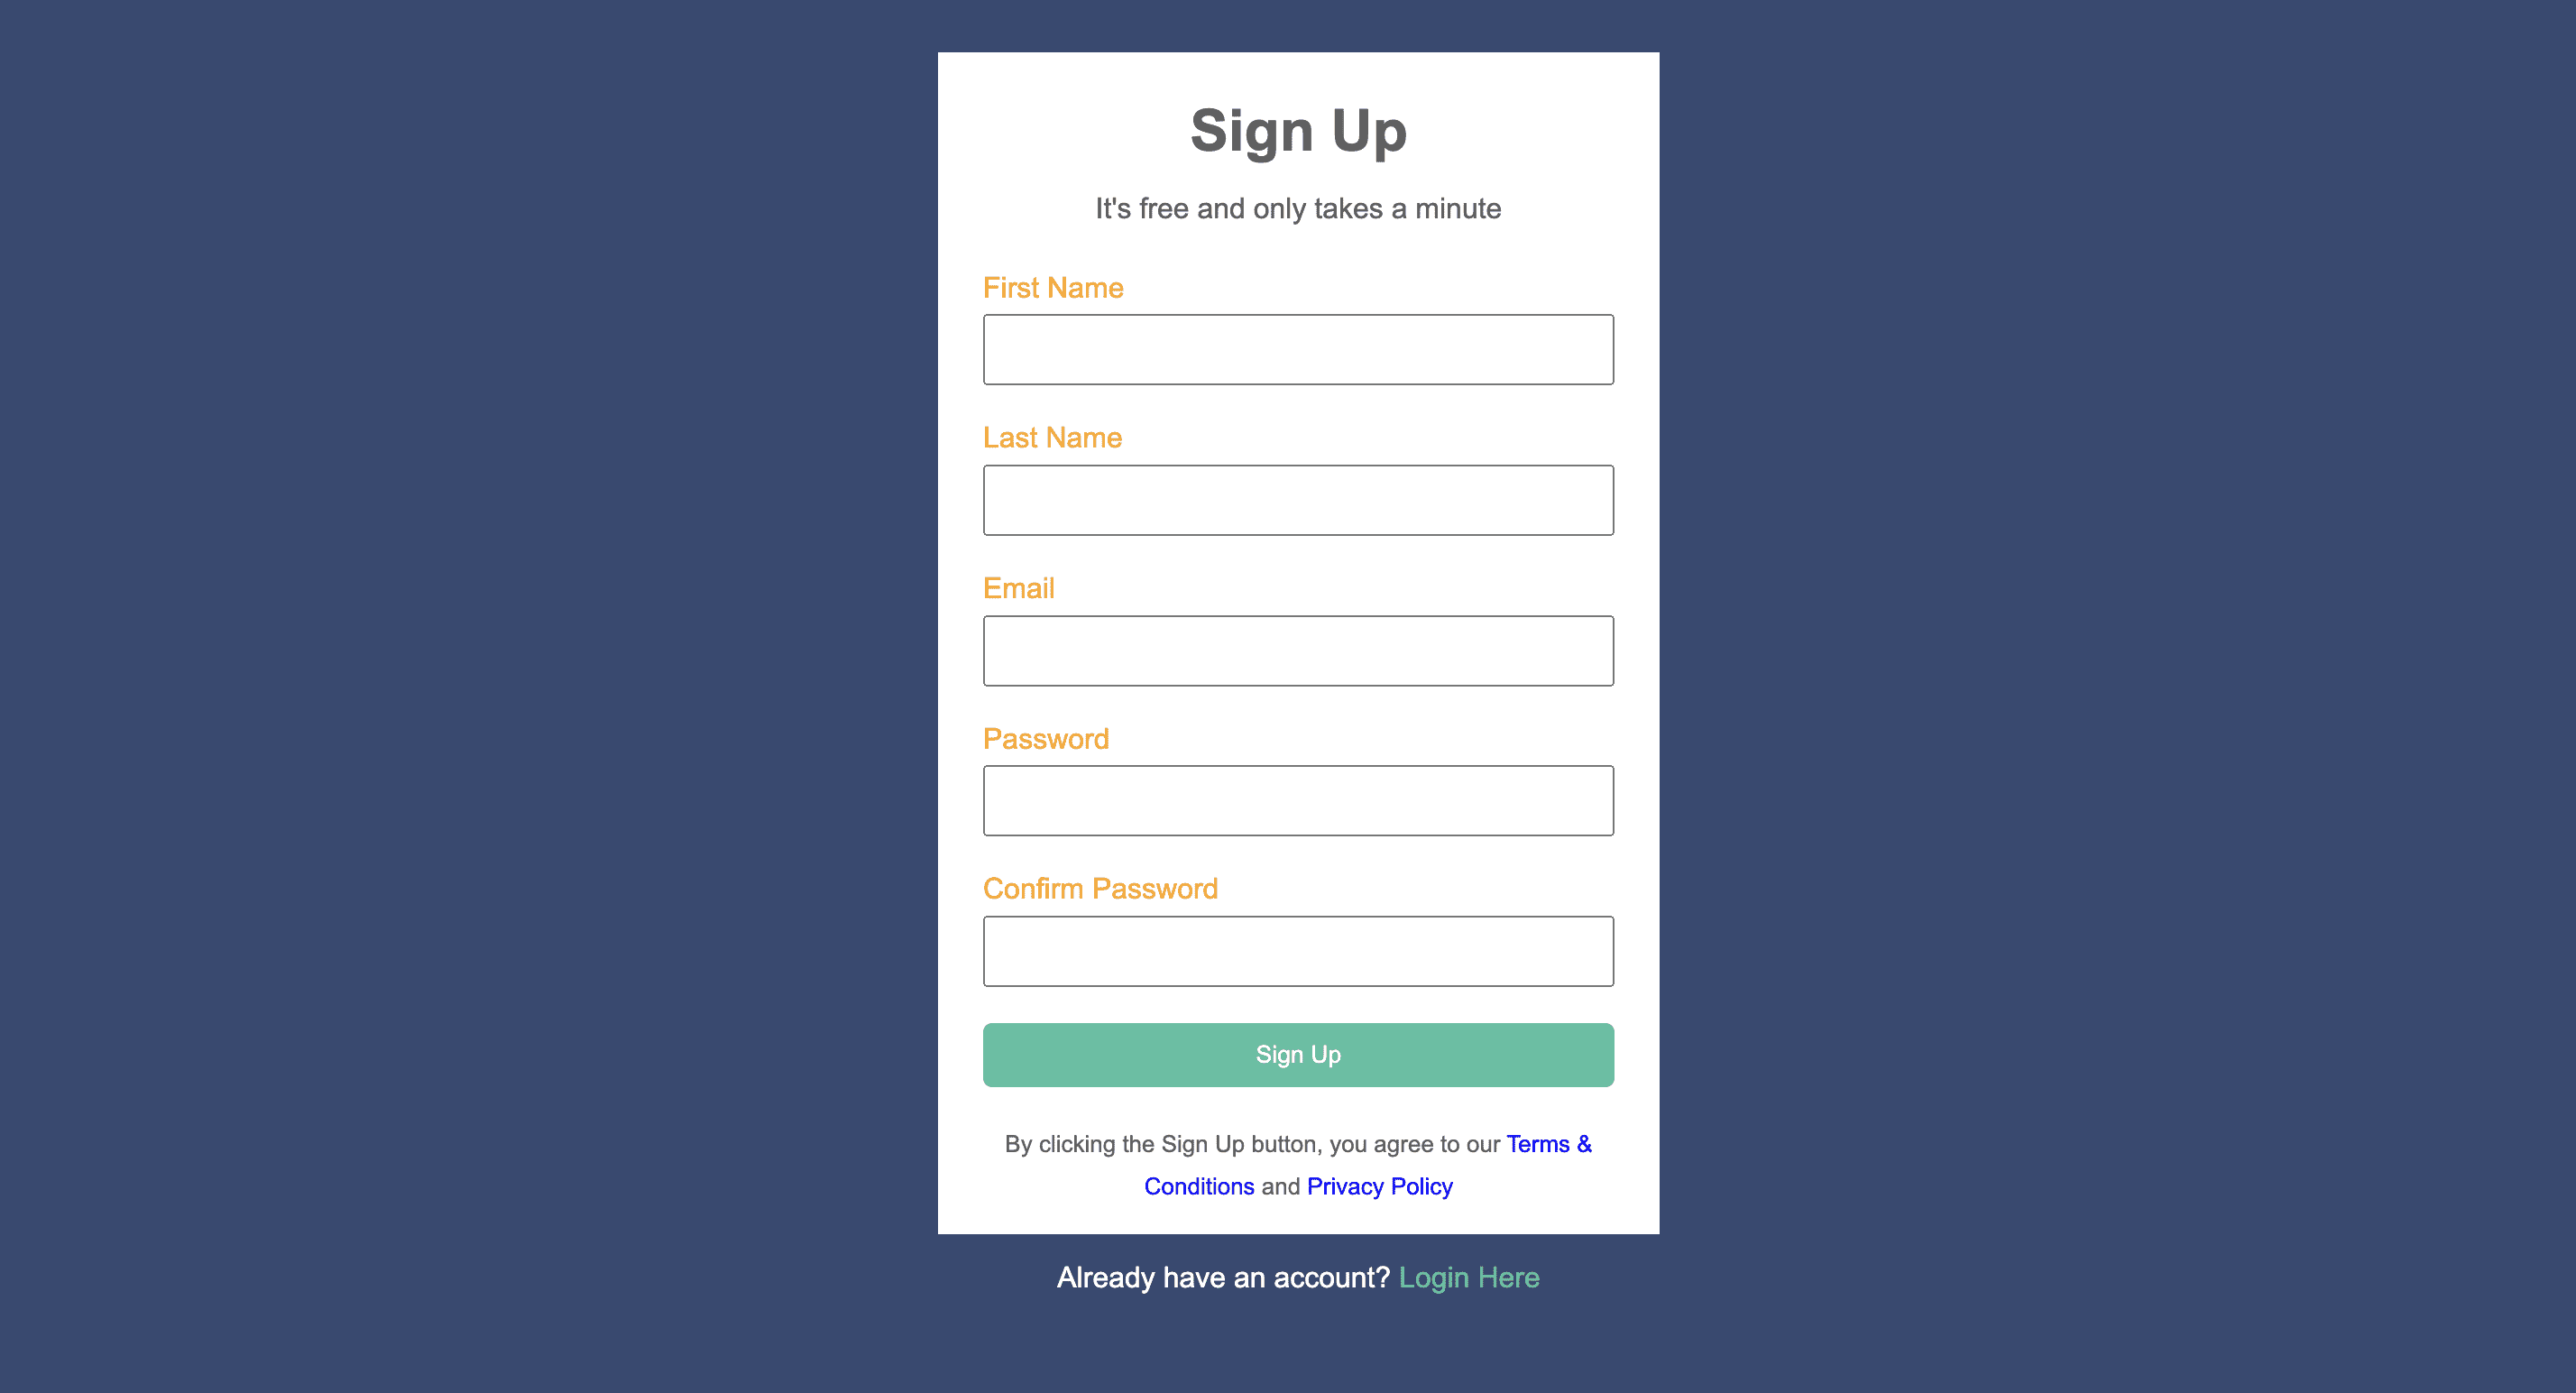 Sign Up
It's free and only takes a minute
First Name
Last Name
Email
Password
Confirm Password
Sign Up
By clicking the Sign Up button, you agree to our Terms &
Conditions and Privacy Policy
Already have an account? Login Here